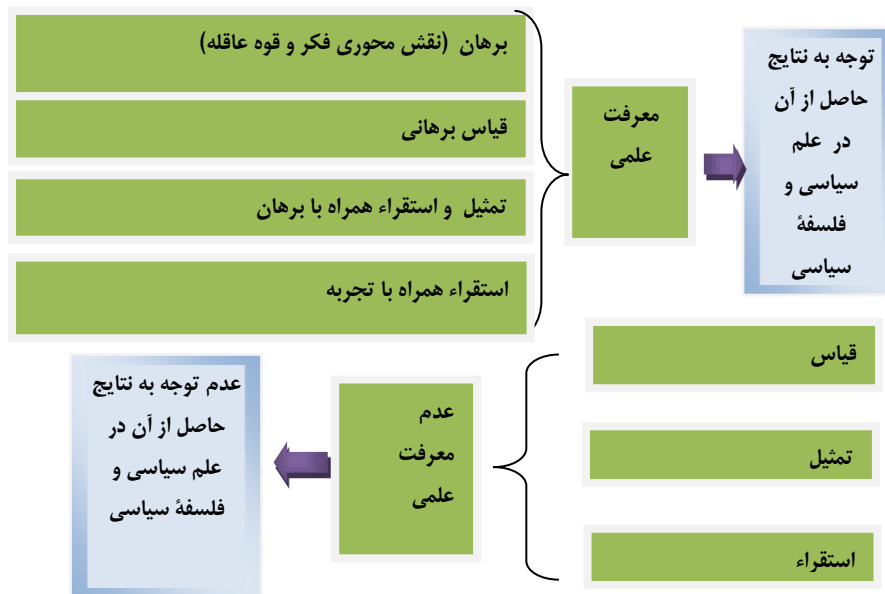 برهان (نقش محوری فکر و قوه عاقله)
قیاس برهانی
تمثیل و استقراء همراه با برهان
استقراء همراه با تجربه
معرفت
علمی
توجه به نتایج
حاصل از آن
در علم
سیاسی و
فلسفۀ
سیاسی
قیاس
تمثیل
استقراء
عدم
معرفت
علمی
عدم توجه به نتایج
حاصل از آن در
علم سیاسی و
فلسفۀ سیاسی